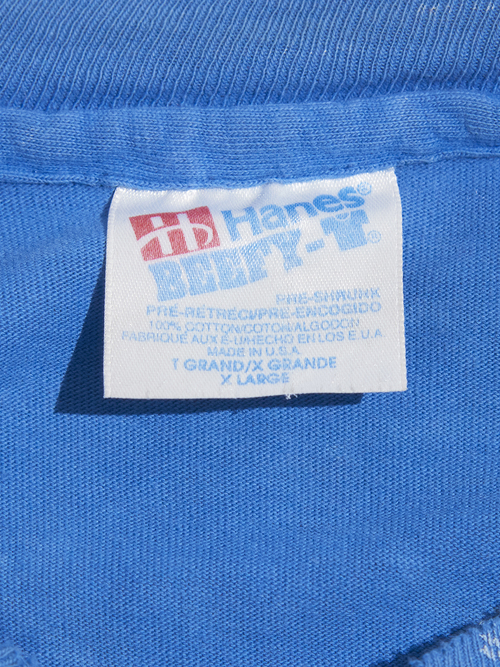 Hb Hanes®
BEEFY-T®
PRE-SHRUNK
PRE-RETRECI/PRE-ENCOGIDO
100% COTTON/COTON/ALGODON
FABRIQUE AUX E-U/HECHO EN LOS E.U.A.
MADE IN U.S.A.
T GRAND/X GRANDE
X LARGE